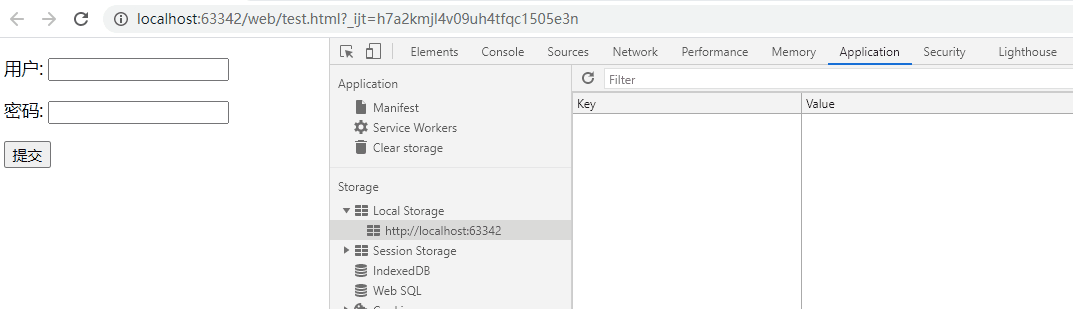 localhost:63342/web/test.html?_ijt=h7a2kmjl4v09uh4tfqc1505e3n
用户:
密码:
提交
Elements Console Sources Network Performance Memory Application Security Lighthouse
Application
Manifest
Service Workers
Clear storage
Storage
Local Storage
http://localhost:63342
Session Storage
IndexedDB
Web SQL
Filter
Key Value